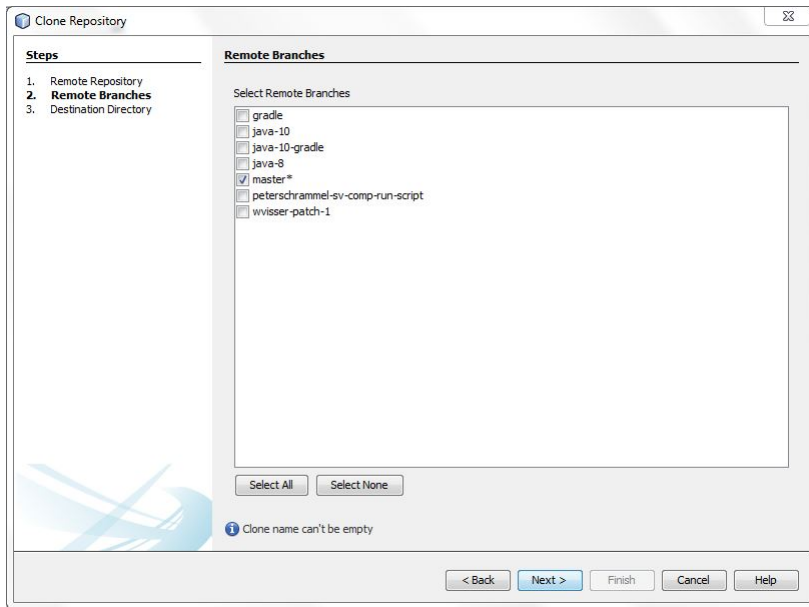 Clone Repository
Steps
1. Remote Repository
2. Remote Branches
3. Destination Directory
Remote Branches
Select Remote Branches
gradle
java-10
java-10-gradle
java-8
master*
peterschrammel-sv-comp-run-script
wvisser-patch-1
Select All Select None
Clone name can't be empty
< Back Next > Finish Cancel Help